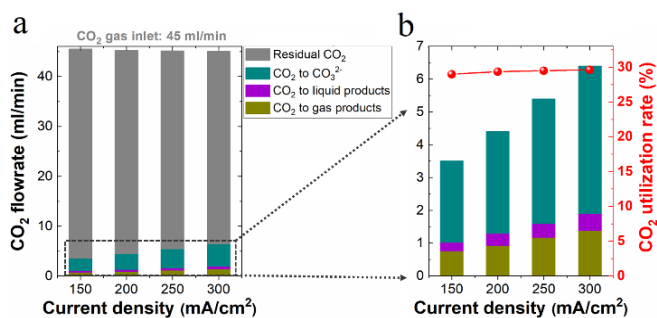 a
CO₂ gas inlet: 45 ml/min
Residual CO₂
CO₂ to CO₃²⁻
CO₂ to liquid products
CO₂ to gas products
CO₂ flowrate (ml/min)
40
30
20
10
0
150 200 250 300
Current density (mA/cm²)
b
7
6
5
4
3
2
1
0
30
25
20
15
10
5
0
CO₂ utilization rate (%)
150 200 250 300
Current density (mA/cm²)